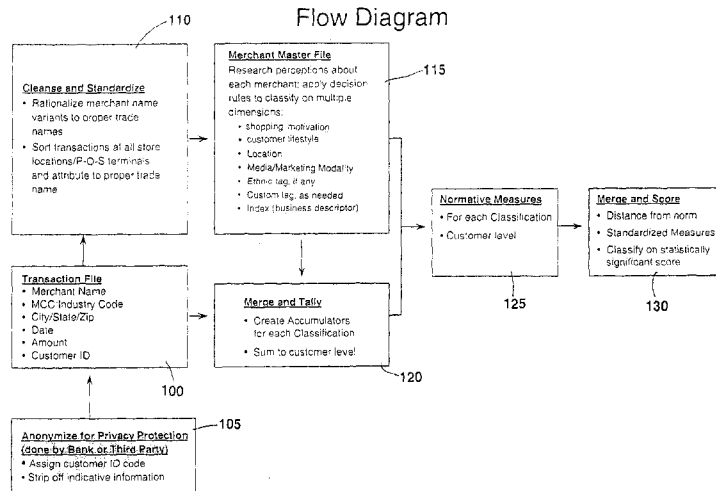 Flow Diagram
110
Cleanse and Standardize
• Rationalize merchant name
variants to proper trade
names
• Sort transactions at all store
locations/P-O-S terminals
and attribute to proper trade
name
Merchant Master File
Research perceptions about
each merchant; apply decision
rules to classify on multiple
dimensions:
• shopping motivation
• customer lifestyle
• Location
• Media/Marketing Modality
• Ethnic tag, if any
• Custom tag, as needed
• Index (business descriptor)
115
Transaction File
• Merchant Name
• MCC/Industry Code
• City/State/Zip
• Date
• Amount
• Customer ID
100
Merge and Tally
• Create Accumulators
for each Classification
• Sum to customer level
120
Normative Measures
• For each Classification
• Customer level
125
Merge and Score
• Distance from norm
• Standardized Measures
• Classify on statistically
significant score
130
105
Anonymize for Privacy Protection
(done by Bank or Third Party)
• Assign customer ID code
• Strip off indicative information